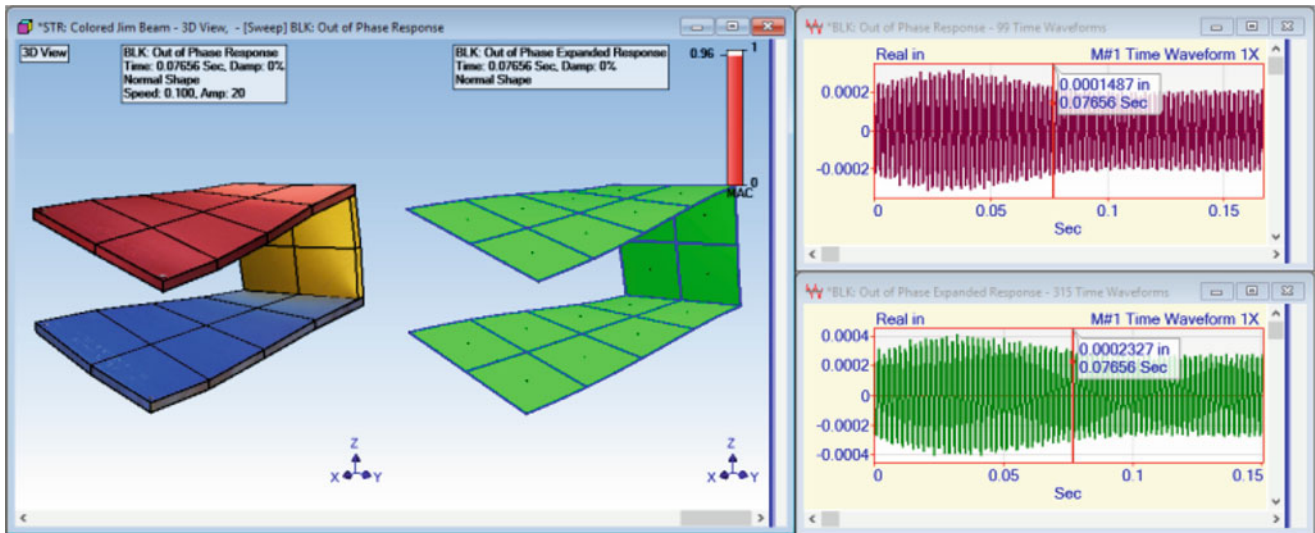 *STR: Colored Jim Beam - 3D View, - [Sweep] BLK: Out of Phase Response
3D View
BLK: Out of Phase Response
Time: 0.07656 Sec, Damp: 0%
Normal Shape
Speed: 0.100, Amp: 20
BLK: Out of Phase Expanded Response
Time: 0.07656 Sec, Damp: 0%
Normal Shape
0.96
1
0
MAC
Z
X
Y
Z
X
Y
*BLK: Out of Phase Response - 99 Time Waveforms
Real in
M#1 Time Waveform 1X
0.0001487 in
0.07656 Sec
0.0002
0
-0.0002
0
0.05
0.1
0.15
Sec
*BLK: Out of Phase Expanded Response - 315 Time Waveforms
Real in
M#1 Time Waveform 1X
0.0002327 in
0.07656 Sec
0.0004
0.0002
0
-0.0002
-0.0004
0
0.05
0.1
0.15
Sec